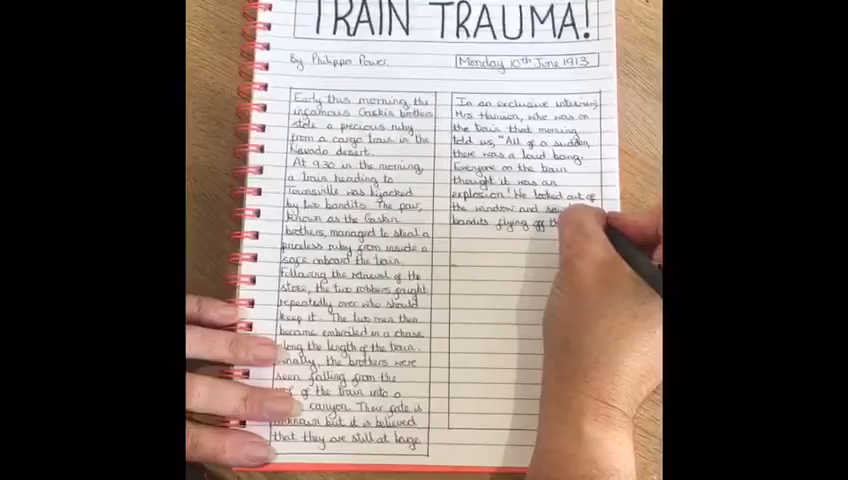 TRAIN TRAUMA!
By Philippa Power.
Monday 10th June 1913
Early this morning, the
infamous Gaskin brothers
stole a precious ruby
from a cargo train in the
Navado desert.
At 9.30 in the morning,
a train heading to
Townsville was hijacked
by two bandits. The pair,
known as the Gaskin
brothers, managed to steal a
priceless ruby from inside a
safe onboard the train.
Following the retrieval of the
stone, the two robbers fought
repeatedly over who should
keep it. The two men then
became embroiled in a chase
along the length of the train.
Finally, the brothers were
seen falling from the
of the train into a
canyon. Their fate is
unknown but it is believed
that they are still at large.
In an exclusive interview,
Mrs Harrison, who was on
the train that morning
told us, "All of a sudden,
there was a loud bang.
Everyone on the train
thought it was an
explosion! We looked out of
the window and saw
bandits flying off the